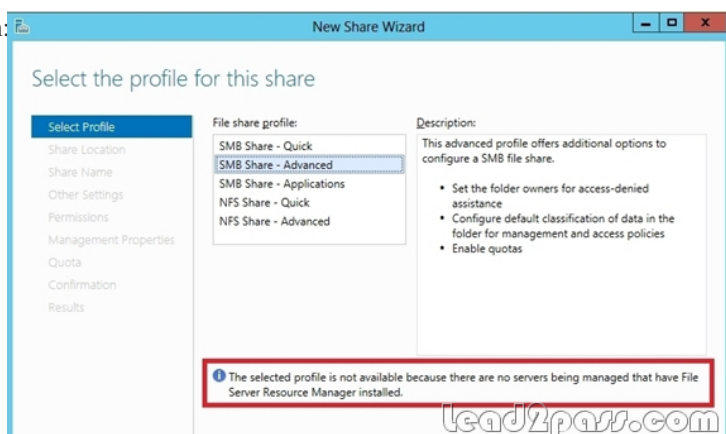 New Share Wizard
Select the profile for this share
Select Profile
Share Location
Share Name
Other Settings
Permissions
Management Properties
Quota
Confirmation
Results
File share profile:
SMB Share - Quick
SMB Share - Advanced
SMB Share - Applications
NFS Share - Quick
NFS Share - Advanced
Description:
This advanced profile offers additional options to
configure a SMB file share.
• Set the folder owners for access-denied
assistance
• Configure default classification of data in the
folder for management and access policies
• Enable quotas
The selected profile is not available because there are no servers being managed that have File
Server Resource Manager installed.
Lead2pass.com